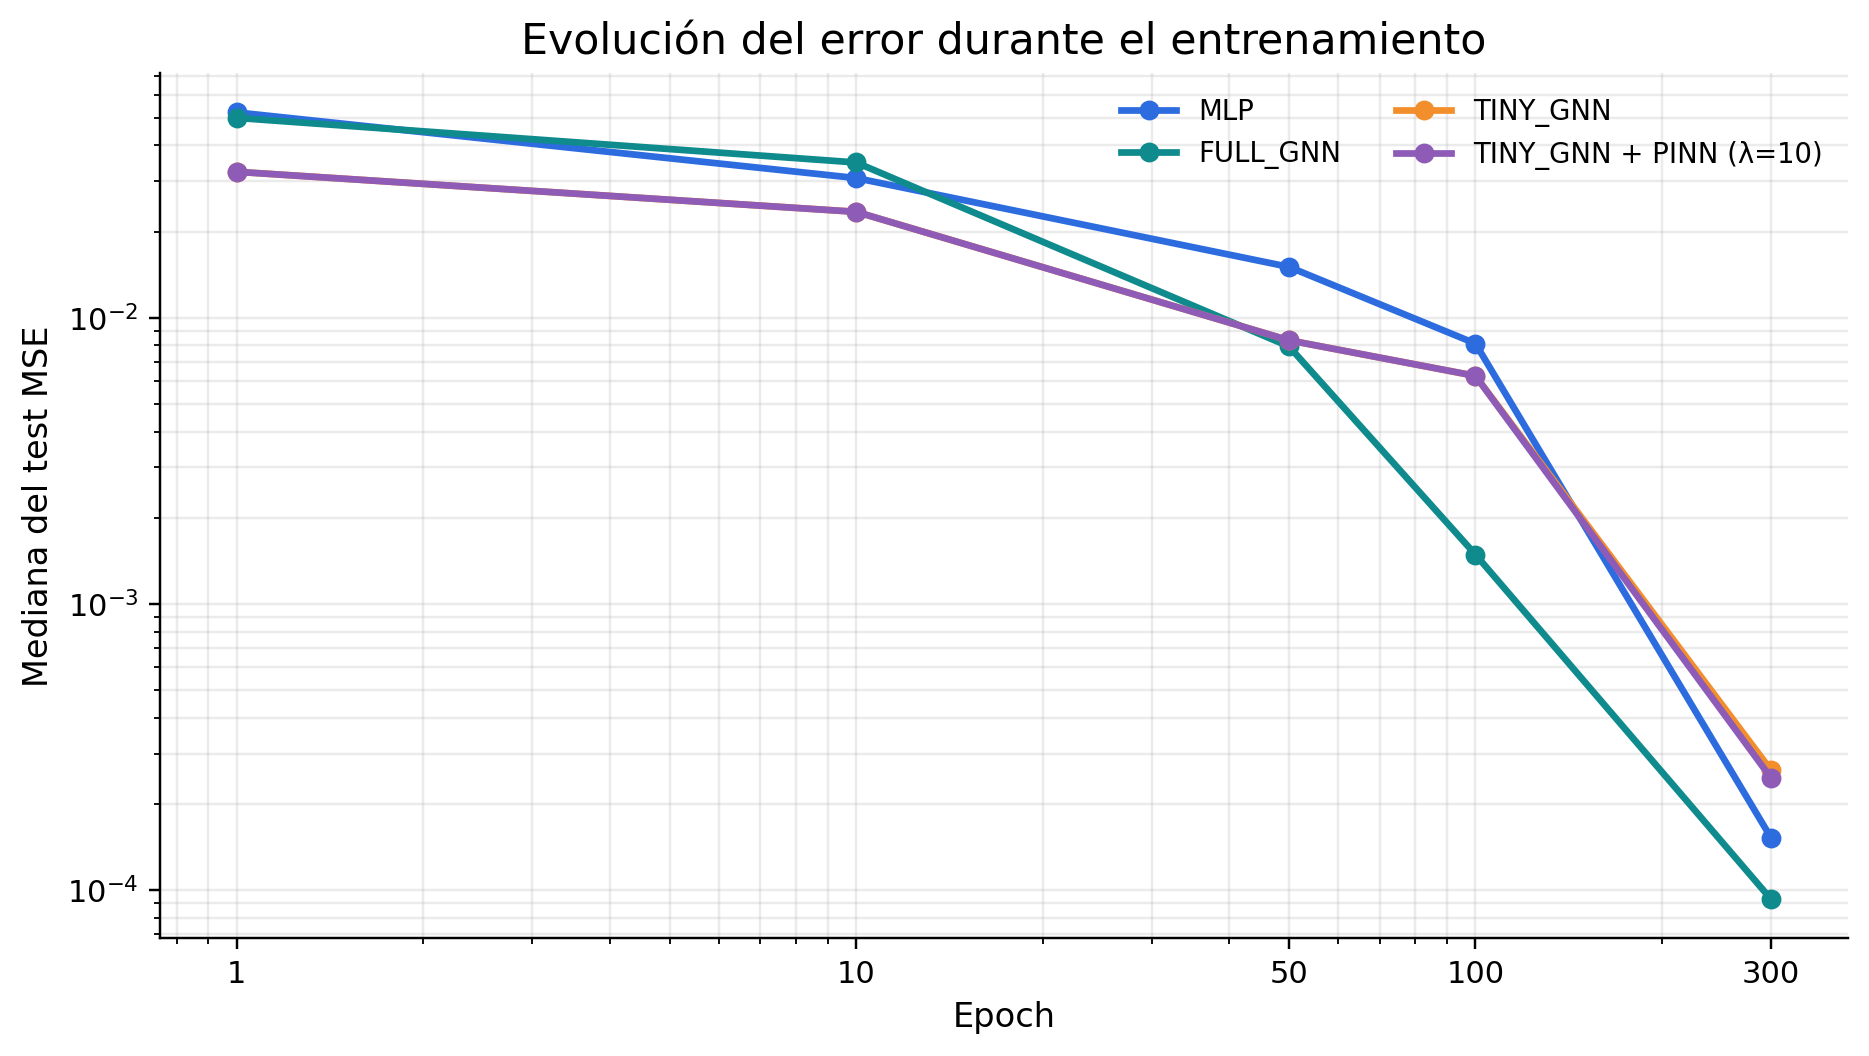 Evolución del error durante el entrenamiento
MLP
FULL_GNN
TINY_GNN
TINY_GNN + PINN (λ=10)
Mediana del test MSE
10⁻²
10⁻³
10⁻⁴
1 10 50 100 300
Epoch